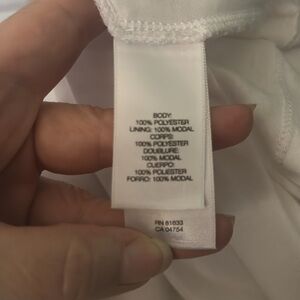 BODY:
100% POLYESTER
LINING: 100% MODAL
CORPS:
100% POLYESTER
DOUBLURE:
100% MODAL
CUERPO:
100% POLIESTER
FORRO: 100% MODAL
RN 61633
CA 04754